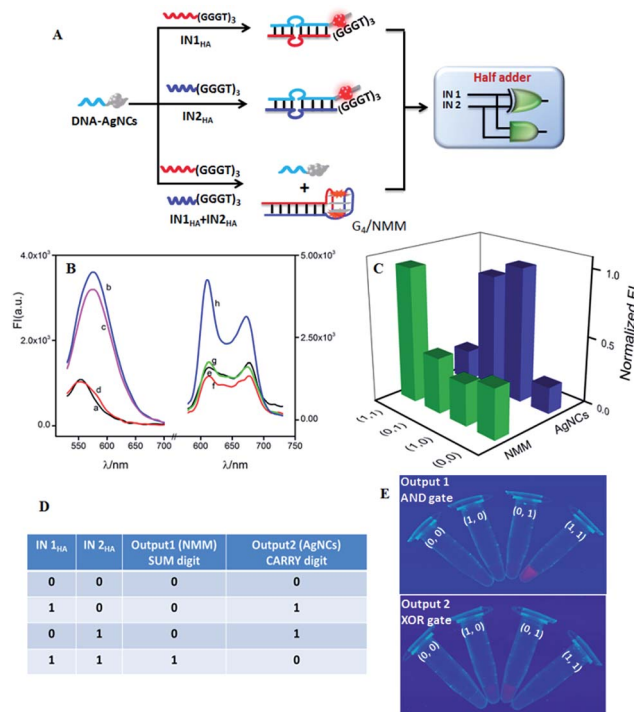 A
(GGGT)₃
IN1HA
(GGGT)₃
(GGGT)₃
IN2HA
(GGGT)₃
DNA-AgNCs
(GGGT)₃
(GGGT)₃
IN1HA+IN2HA
+
G₄/NMM
Half adder
IN 1
IN 2
B
FI(a.u.)
4.0x10³
2.0x10³
0.0
5.00x10³
2.50x10³
0.00
b
c
d
a
h
g
e
f
550 600 650 700
600 650 700 750
λ/nm λ/nm
C
Normalized FI
1.0
0.5
0.0
(1,1)
(0,1)
(1,0)
(0,0)
NMM
AgNCs
D
IN 1HA IN 2HA Output1 (NMM) SUM digit Output2 (AgNCs) CARRY digit
0 0 0 0
1 0 0 1
0 1 0 1
1 1 1 0
E
Output 1
AND gate
(0, 0) (1, 0) (0, 1) (1, 1)
Output 2
XOR gate
(0, 0) (1, 0) (0, 1) (1, 1)